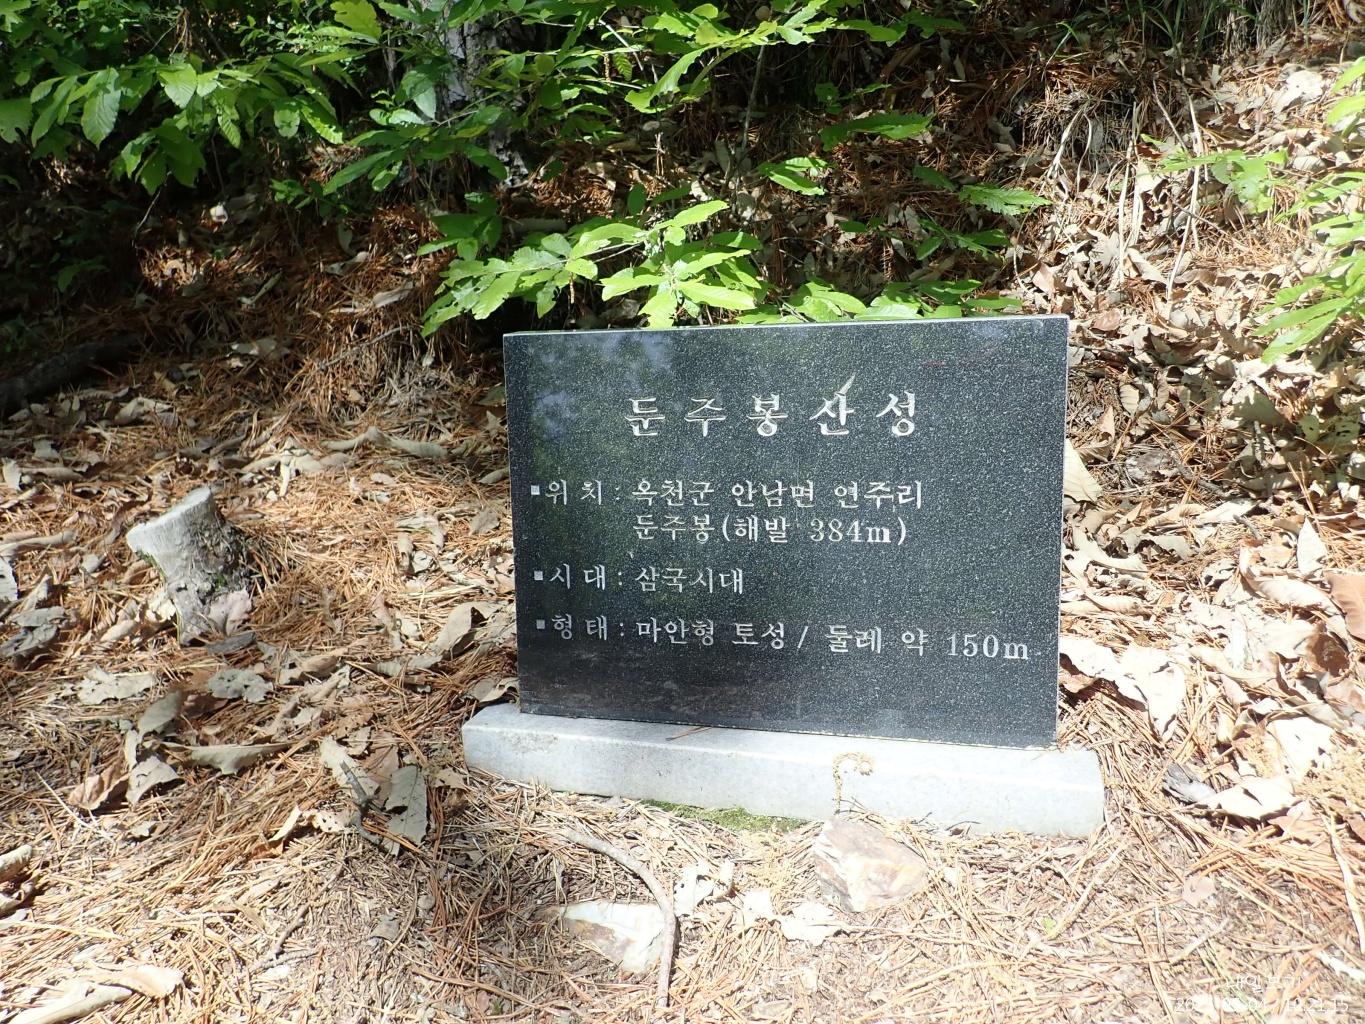 둔주봉산성
▪위 치 : 옥천군 안남면 연주리
둔주봉(해발 384m)
▪시 대 : 삼국시대
▪형 태 : 마안형 토성 / 둘레 약 150m